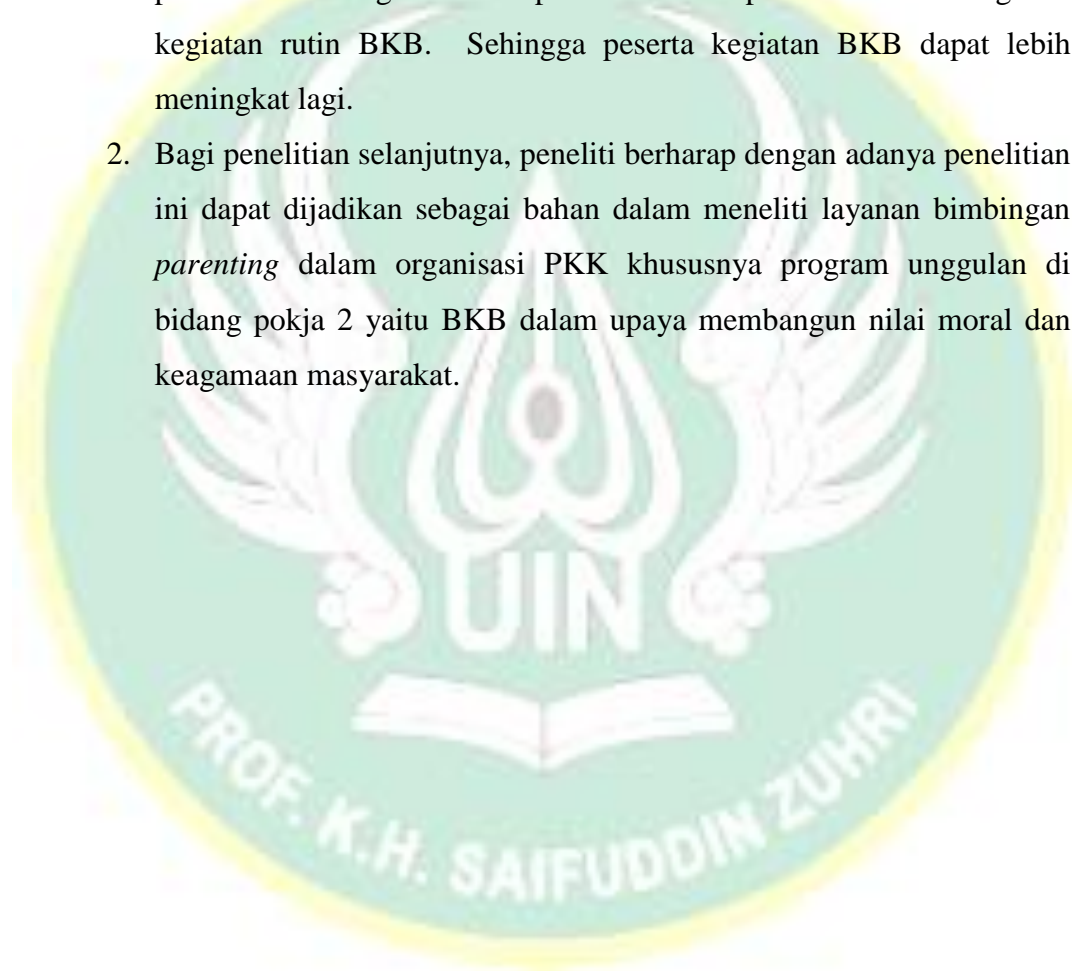 kegiatan rutin BKB. Sehingga peserta kegiatan BKB dapat lebih
meningkat lagi.
2. Bagi penelitian selanjutnya, peneliti berharap dengan adanya penelitian
ini dapat dijadikan sebagai bahan dalam meneliti layanan bimbingan
parenting dalam organisasi PKK khususnya program unggulan di
bidang pokja 2 yaitu BKB dalam upaya membangun nilai moral dan
keagamaan masyarakat.
UIN
PROF. K.H. SAIFUDDIN ZUHRI